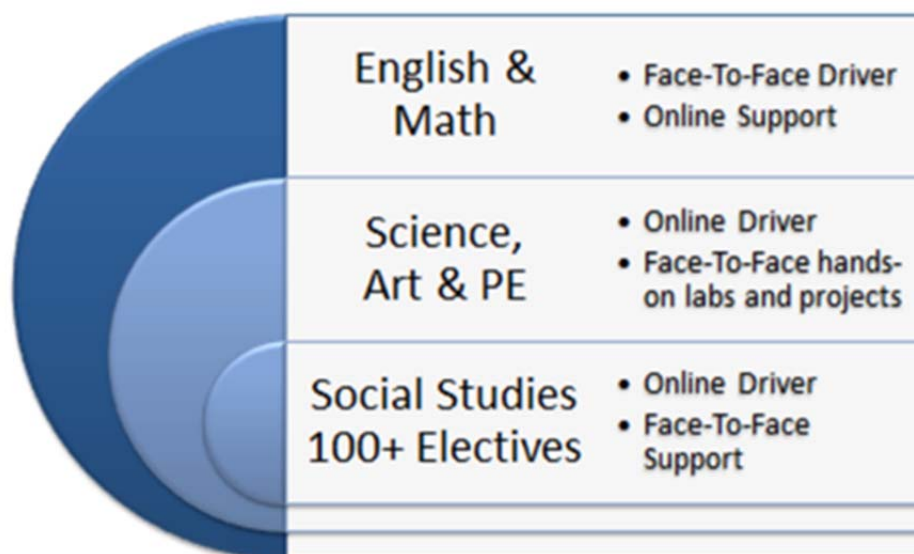 English &
Math
• Face-To-Face Driver
• Online Support
Science,
Art & PE
• Online Driver
• Face-To-Face hands-
on labs and projects
Social Studies
100+ Electives
• Online Driver
• Face-To-Face
Support